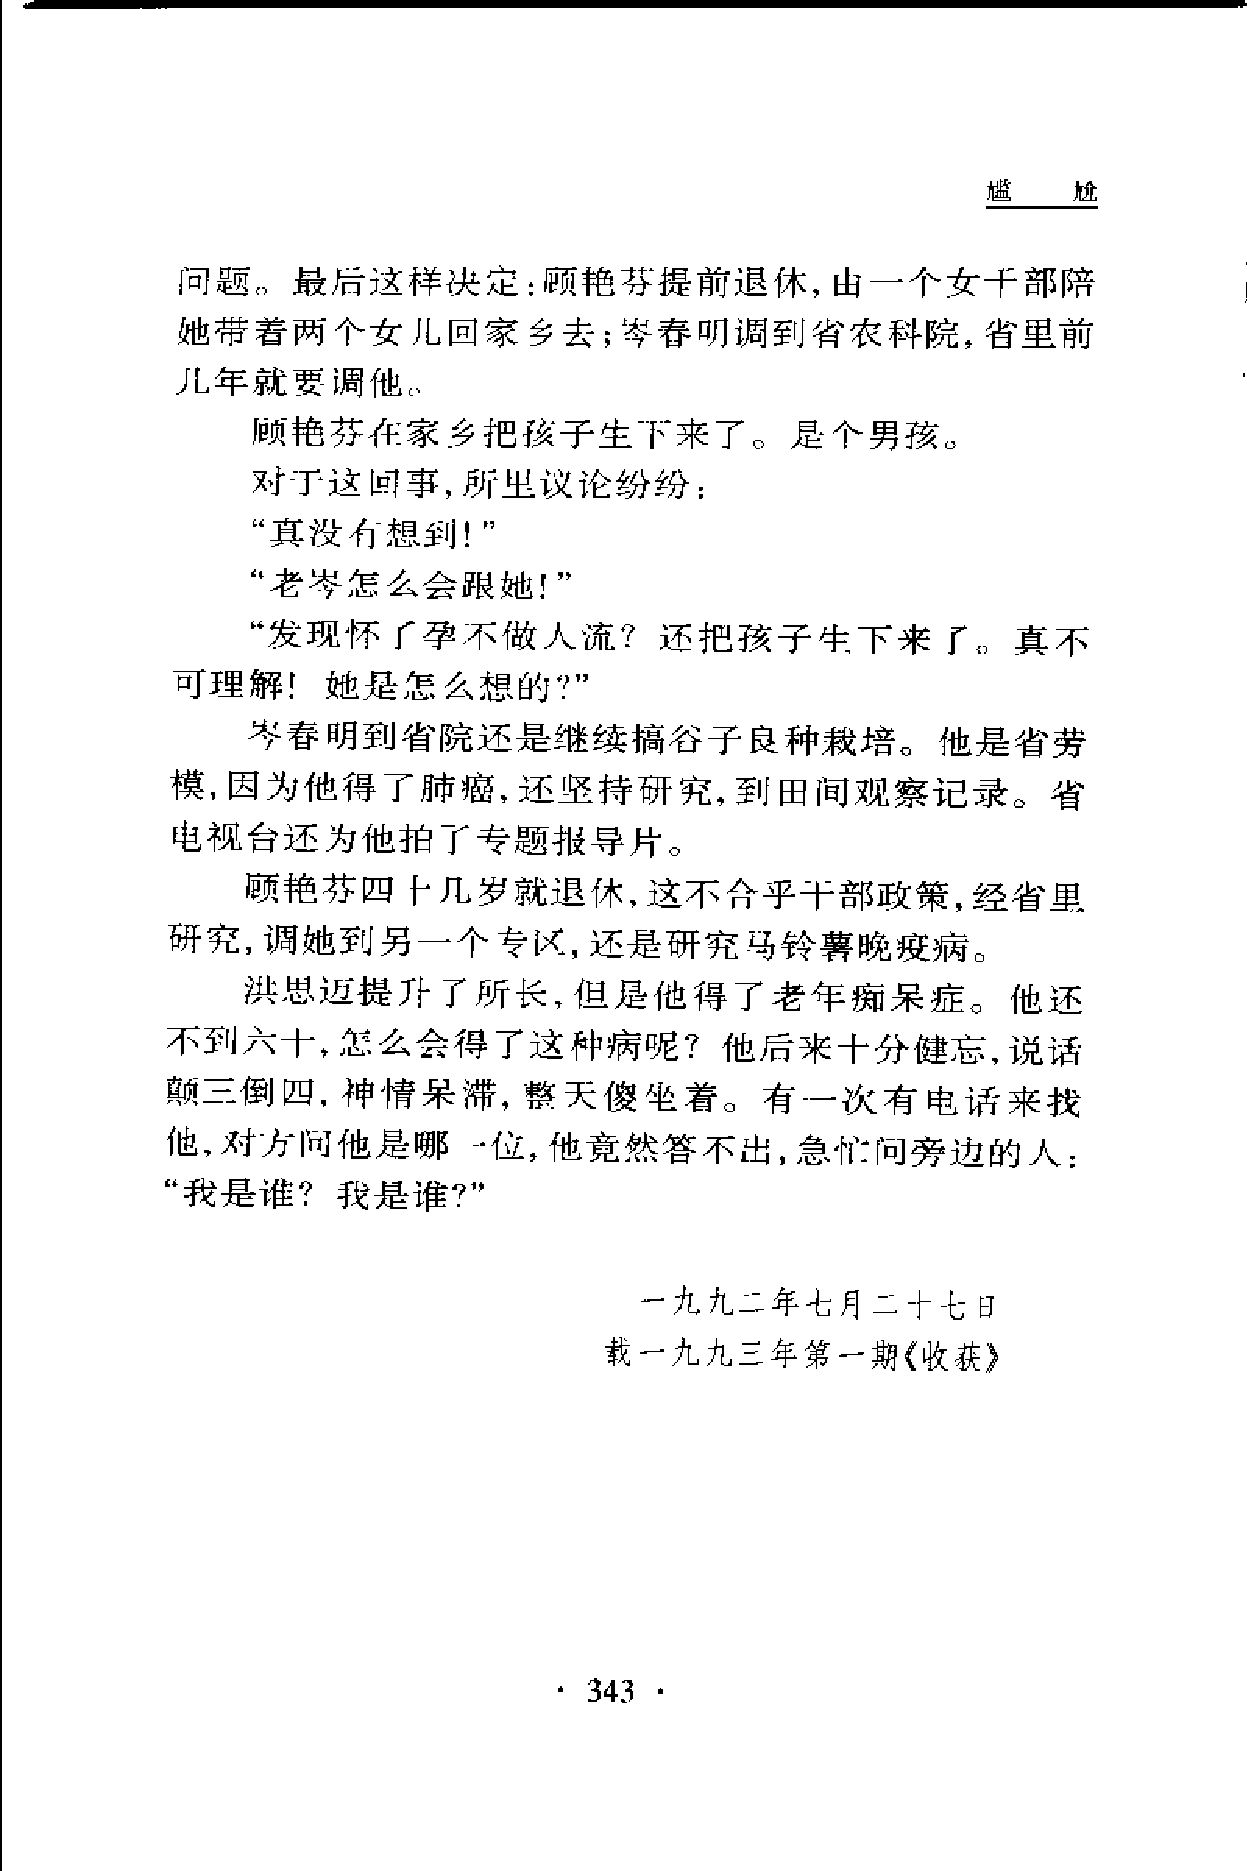 尴 尬
问题。最后这样决定:顾艳芬提前退休,由一个女干部陪
她带着两个女儿回家乡去;岑春明调到省农科院,省里前
几年就要调他。
顾艳芬在家乡把孩子生下来了。是个男孩。
对于这回事,所里议论纷纷:
“真没有想到!”
“老岑怎么会跟她!”
“发现怀了孕不做人流?还把孩子生下来了。真不
可理解!她是怎么想的?”
岑春明到省院还是继续搞谷子良种栽培。他是省劳
模,因为他得了肺癌,还坚持研究,到田间观察记录。省
电视台还为他拍了专题报导片。
顾艳芬四十几岁就退休,这不合乎干部政策,经省里
研究,调她到另一个专区,还是研究马铃薯晚疫病。
洪思迈提升了所长,但是他得了老年痴呆症。他还
不到六十,怎么会得了这种病呢?他后来十分健忘,说话
颠三倒四,神情呆滞,整天傻坐着。有一次有电话来找
他,对方问他是哪一位,他竟然答不出,急忙问旁边的人:
“我是谁?我是谁?”
一九九二年七月二十七日
载一九九三年第一期《收获》
· 343 ·